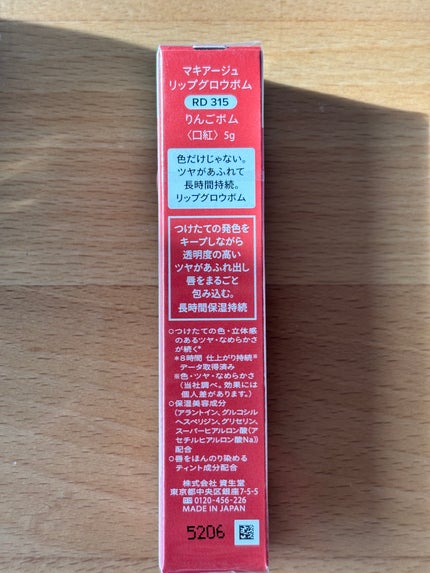 マキアージュ
リップグロウボム
RD 315
りんごボム
〈口紅〉5g
色だけじゃない。
ツヤがあふれて
長時間持続。
リップグロウボム
つけたての発色を
キープしながら
透明度の高い
ツヤがあふれ出し
唇をまるごと
包み込む。
長時間保湿持続
○つけたての色・立体感
のあるツヤ・なめらかさ
が続く*
*8時間 仕上がり持続※
データ取得済み
※色・ツヤ・なめらかさ
(当社調べ。効果には
個人差があります。)
○保湿美容成分
(アラントイン、グルコシル
ヘスペリジン、グリセリン、
スーパーヒアルロン酸(ア
セチルヒアルロン酸Na))
配合
○唇をほんのり染める
ティント成分配合
株式会社 資生堂
東京都中央区銀座7-5-5
0120-456-226
MADE IN JAPAN
5206